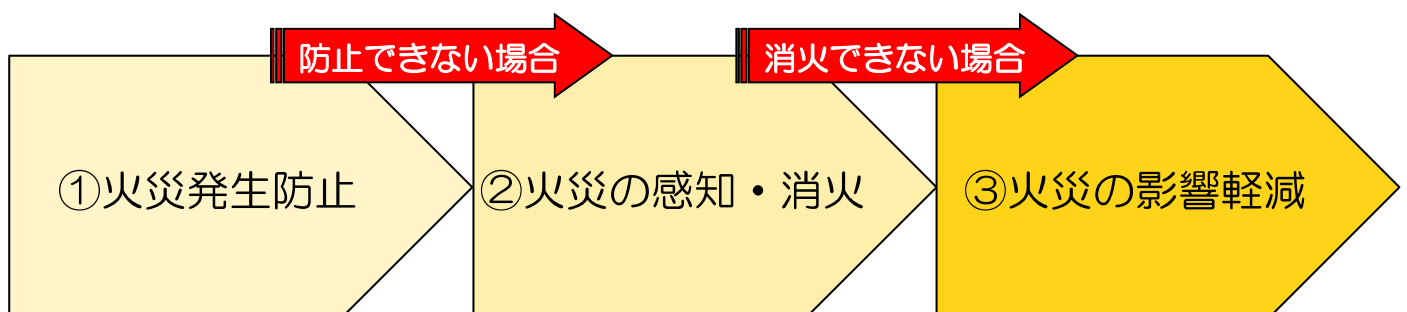 防止できない場合
消火できない場合
①火災発生防止
②火災の感知・消火
③火災の影響軽減